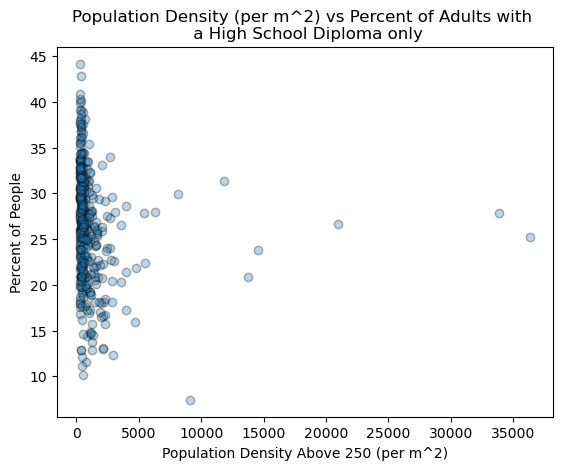 Population Density (per m^2) vs Percent of Adults with
a High School Diploma only
45
40
35
30
25
20
15
10
Percent of People
0 5000 10000 15000 20000 25000 30000 35000
Population Density Above 250 (per m^2)